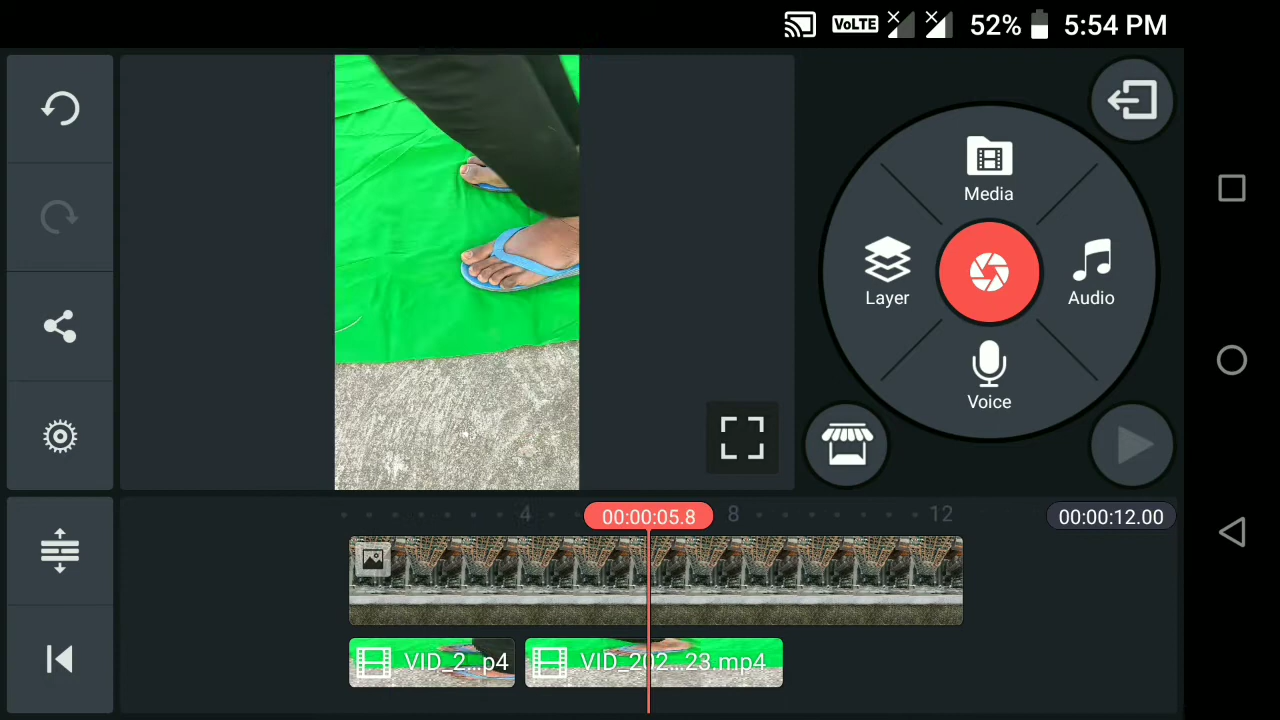 VoLTE 52% 5:54 PM
Media
Layer
Audio
Voice
4 00:00:05.8 8 12 00:00:12.00
VID_2...p4 VID_202...23.mp4